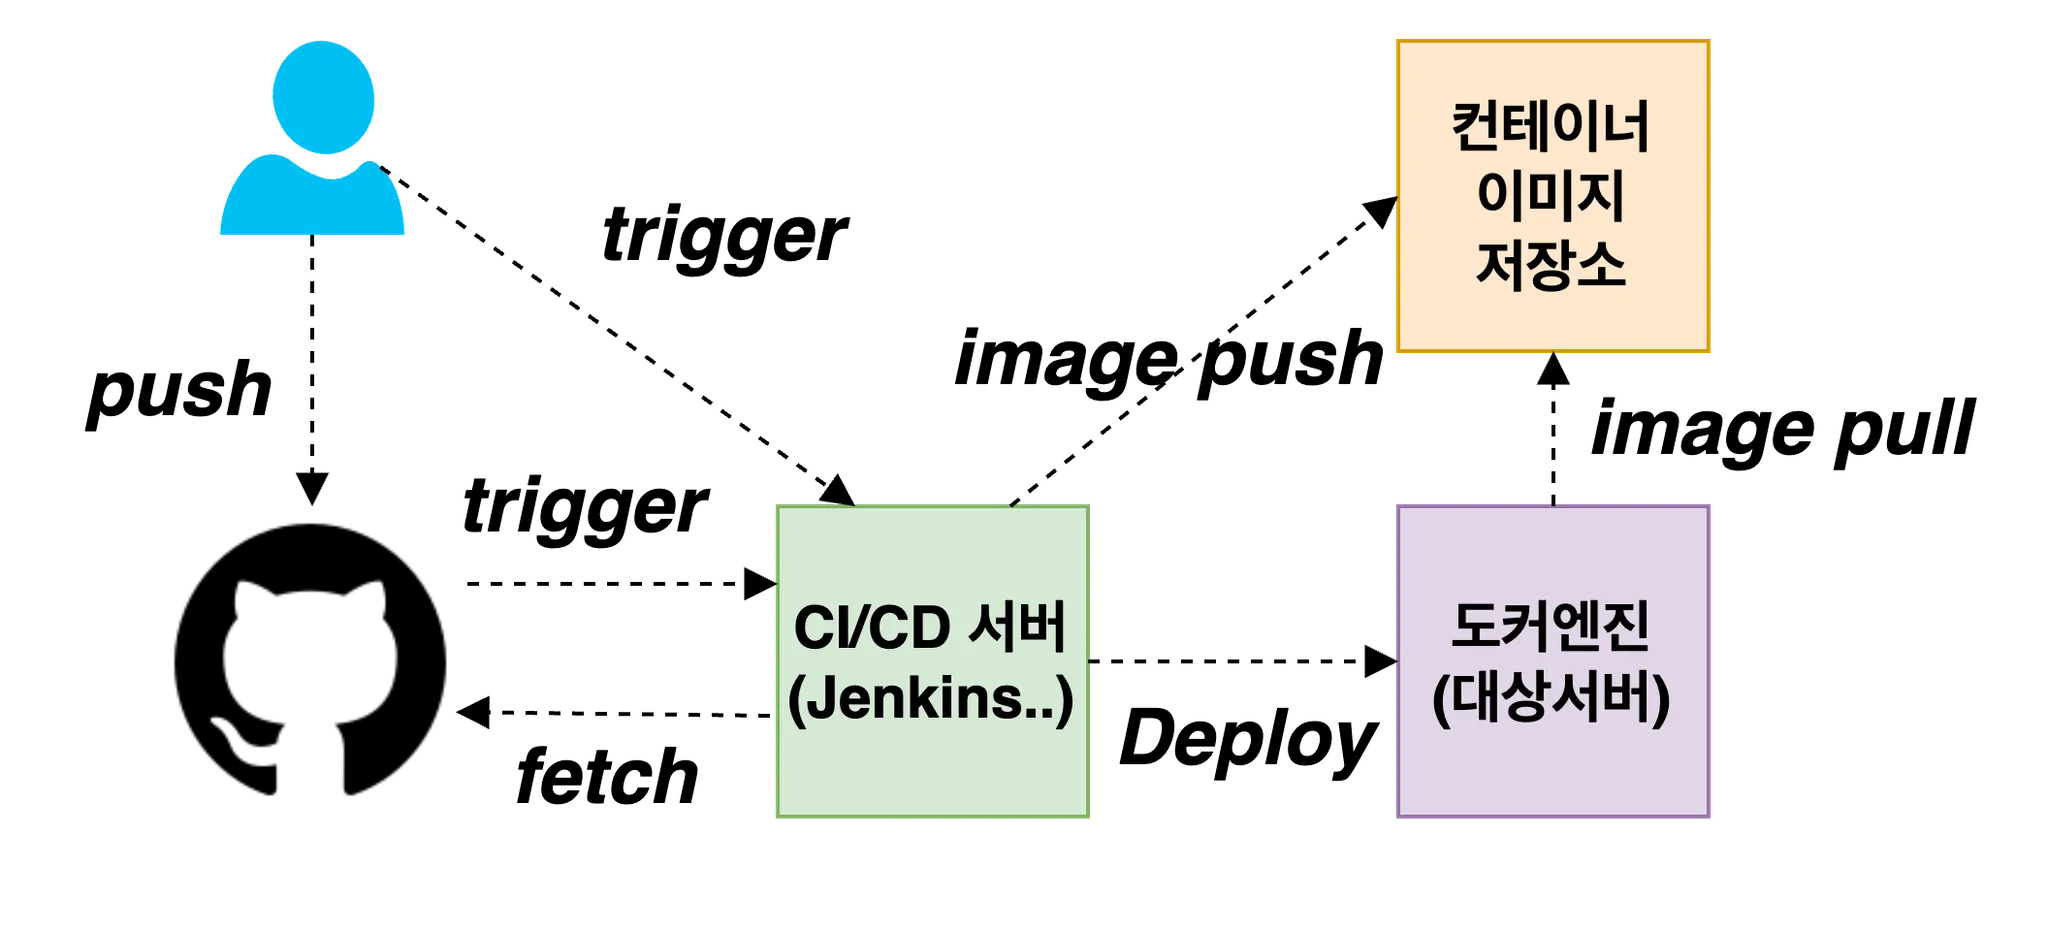 trigger
push
trigger
fetch
image push
컨테이너
이미지
저장소
image pull
CI/CD 서버
(Jenkins..)
Deploy
도커엔진
(대상서버)